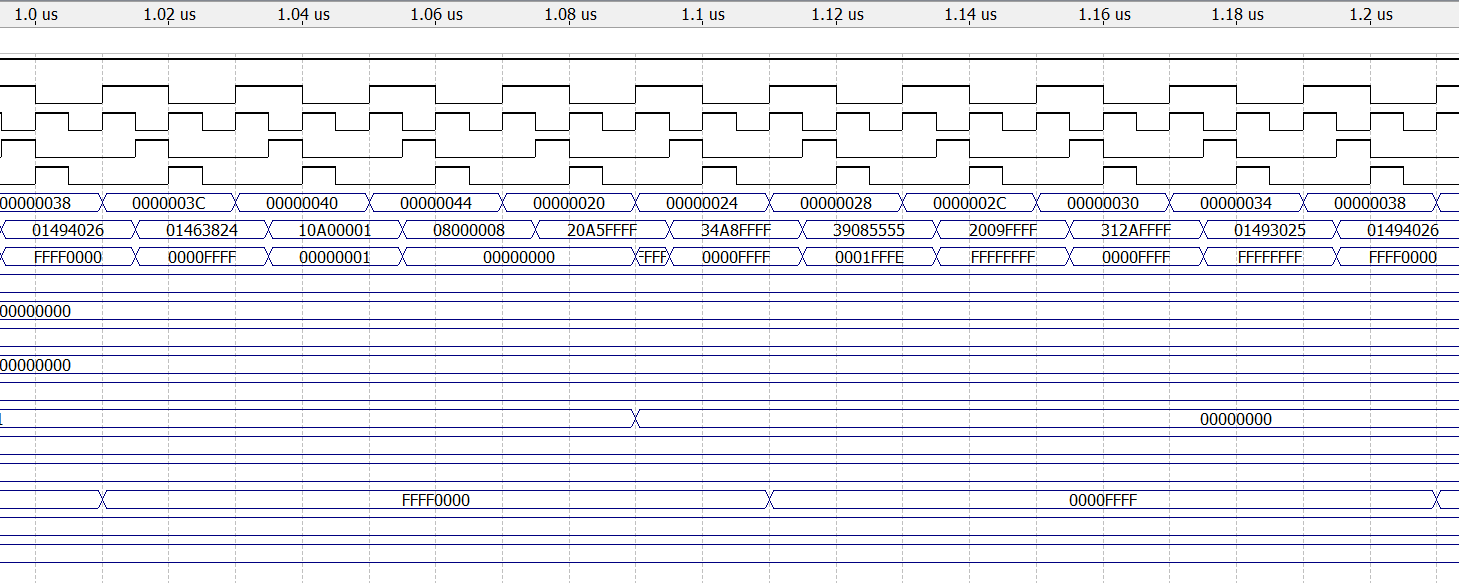 1.0 us 1.02 us 1.04 us 1.06 us 1.08 us 1.1 us 1.12 us 1.14 us 1.16 us 1.18 us 1.2 us
00000038 0000003C 00000040 00000044 00000020 00000024 00000028 0000002C 00000030 00000034 00000038
01494026 01463824 10A00001 08000008 20A5FFFF 34A8FFFF 39085555 2009FFFF 312AFFFF 01493025 01494026
FFFF0000 0000FFFF 00000001 00000000 FFF 0000FFFF 0001FFFE FFFFFFFF 0000FFFF FFFFFFFF FFFF0000
00000000
00000000
00000000
FFFF0000 0000FFFF